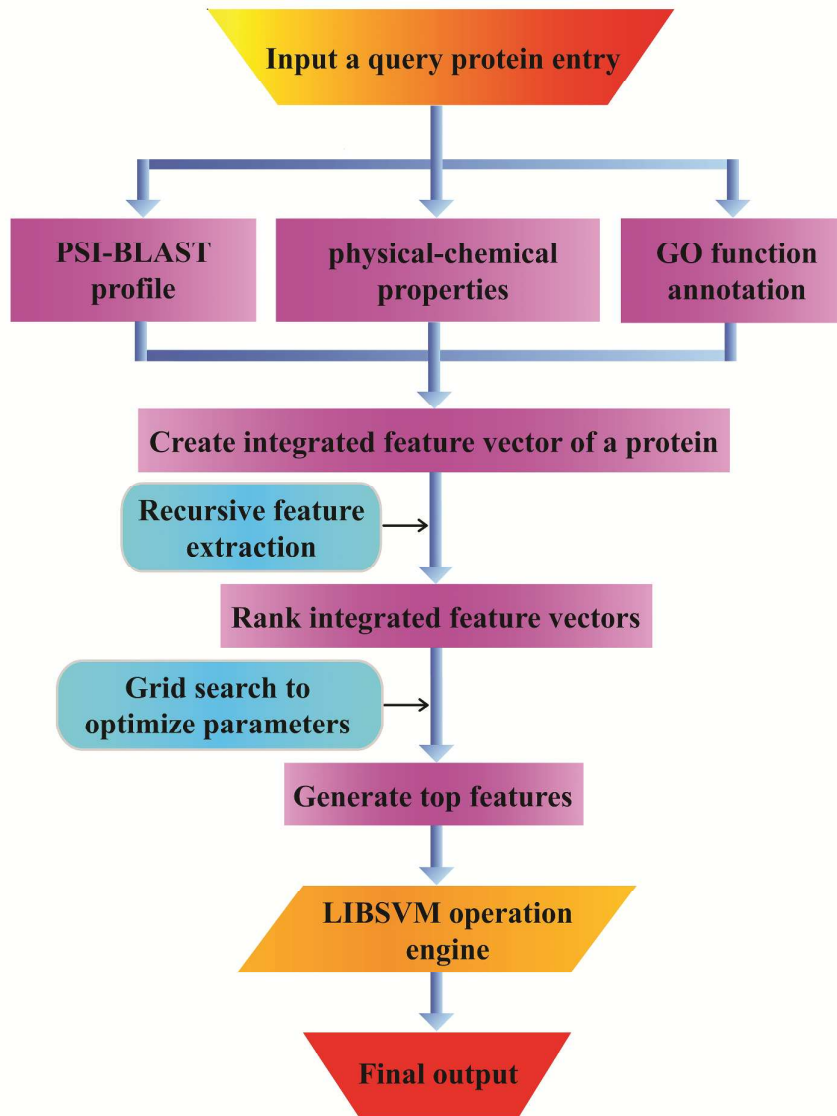 Input a query protein entry
PSI-BLAST
profile
physical-chemical
properties
GO function
annotation
Create integrated feature vector of a protein
Recursive feature
extraction
Rank integrated feature vectors
Grid search to
optimize parameters
Generate top features
LIBSVM operation
engine
Final output